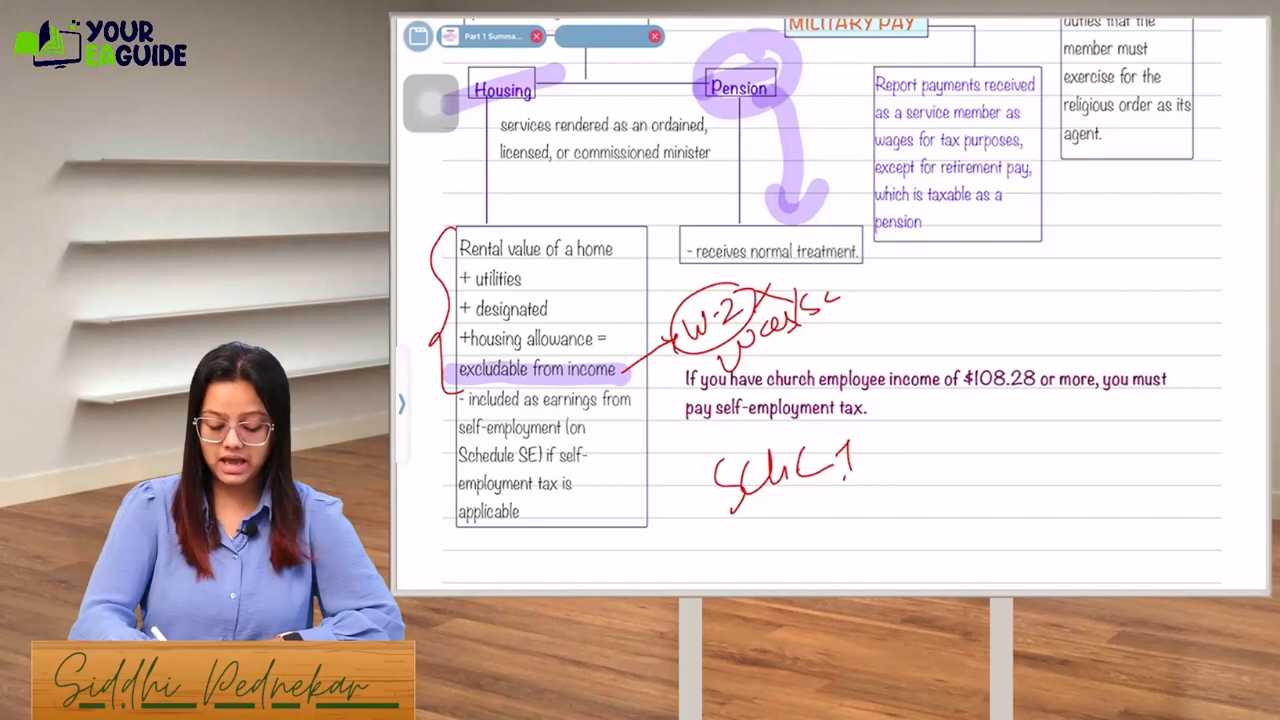 YOUR
EAGUIDE
Part 1 Summa...
MILITARY PAY
duties that the
member must
exercise for the
religious order as its
agent.
Housing
Pension
services rendered as an ordained,
licensed, or commissioned minister
Report payments received
as a service member as
wages for tax purposes,
except for retirement pay,
which is taxable as a
pension
Rental value of a home
+ utilities
+ designated
+housing allowance =
excludable from income
- included as earnings from
self-employment (on
Schedule SE) if self-
employment tax is
applicable
- receives normal treatment.
W-2
If you have church employee income of $108.28 or more, you must
pay self-employment tax.
Sch C
Siddhi Pednekar